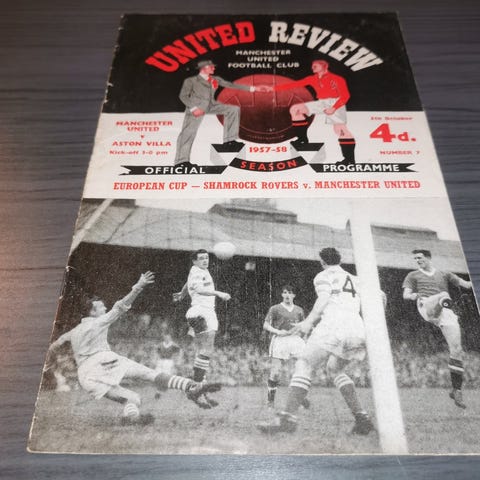 UNITED REVIEW
MANCHESTER
UNITED
FOOTBALL CLUB
MANCHESTER
UNITED
v
ASTON VILLA
Kick-off 3-0 pm
5th October
4d.
NUMBER 7
1957-58
SEASON
OFFICIAL
PROGRAMME
EUROPEAN CUP — SHAMROCK ROVERS v. MANCHESTER UNITED
4